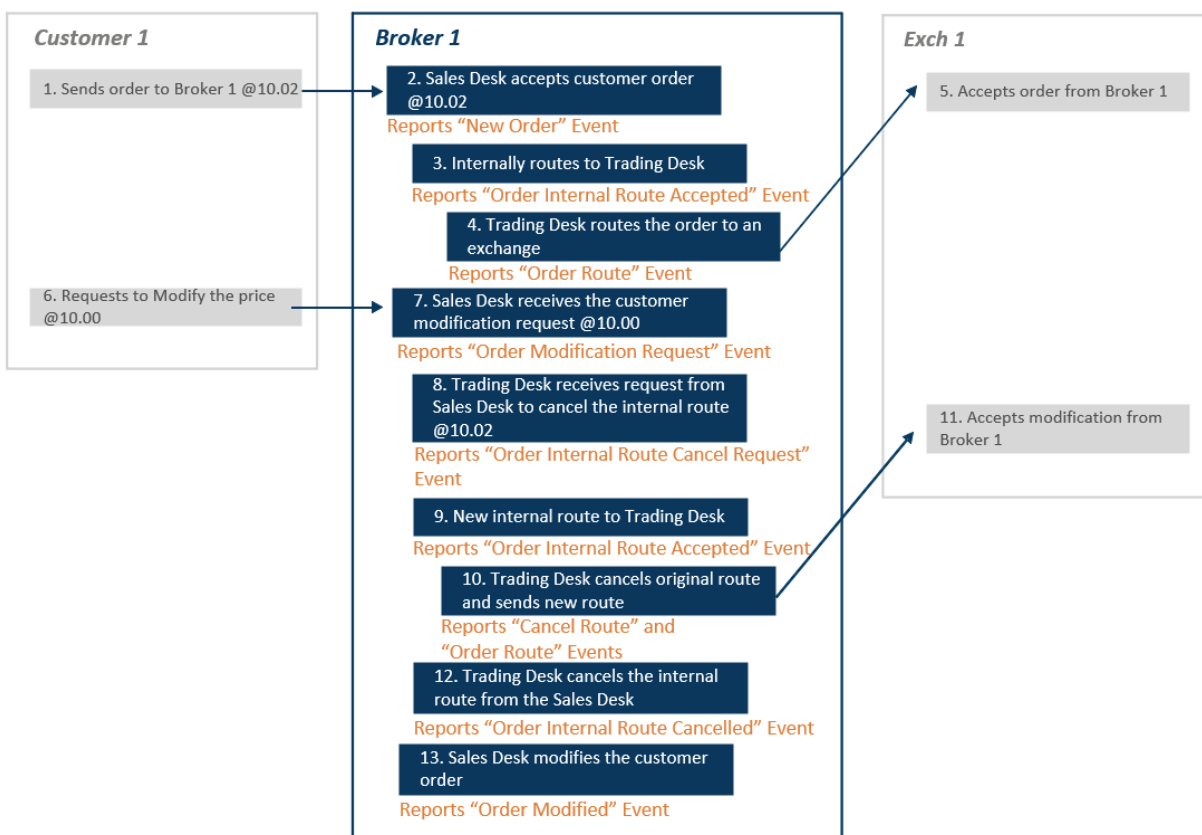 Customer 1
1. Sends order to Broker 1 @10.02
6. Requests to Modify the price
@10.00
Broker 1
2. Sales Desk accepts customer order
@10.02
Reports “New Order” Event
3. Internally routes to Trading Desk
Reports “Order Internal Route Accepted” Event
4. Trading Desk routes the order to an
exchange
Reports “Order Route” Event
7. Sales Desk receives the customer
modification request @10.00
Reports “Order Modification Request” Event
8. Trading Desk receives request from
Sales Desk to cancel the internal route
@10.02
Reports “Order Internal Route Cancel Request”
Event
9. New internal route to Trading Desk
Reports “Order Internal Route Accepted” Event
10. Trading Desk cancels original route
and sends new route
Reports “Cancel Route” and
“Order Route” Events
12. Trading Desk cancels the internal
route from the Sales Desk
Reports “Order Internal Route Cancelled” Event
13. Sales Desk modifies the customer
order
Reports “Order Modified” Event
Exch 1
5. Accepts order from Broker 1
11. Accepts modification from
Broker 1